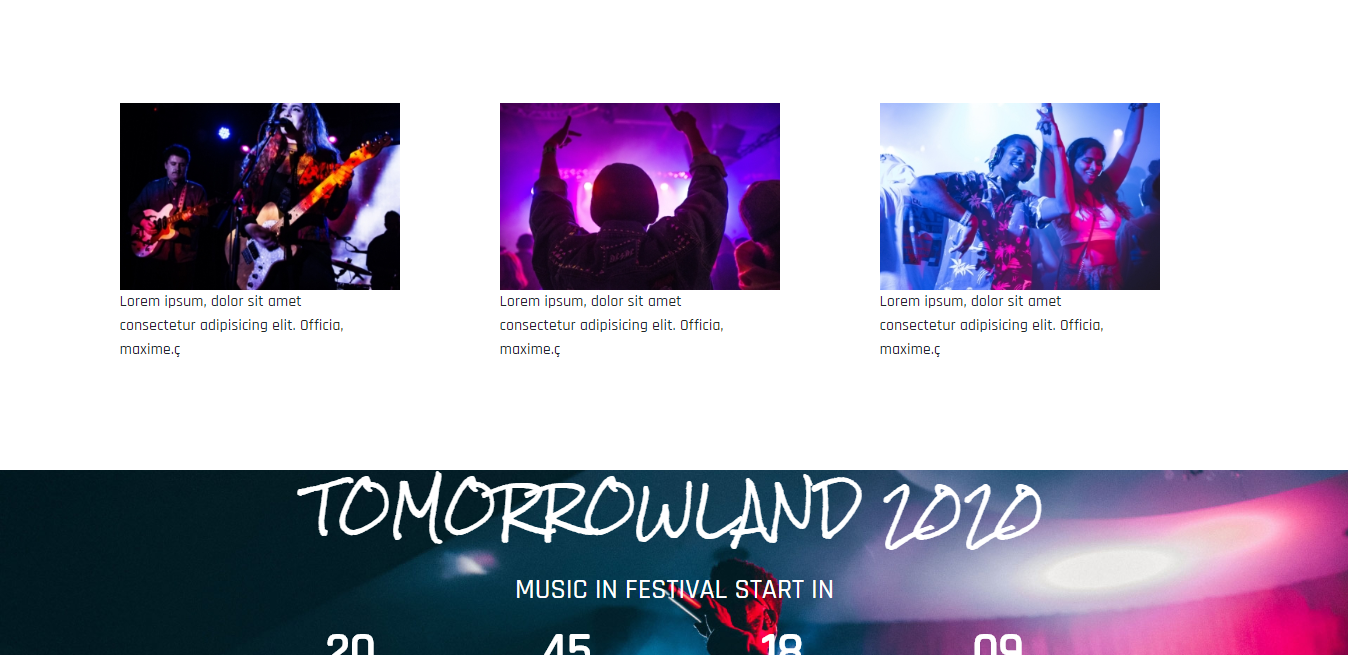 Lorem ipsum, dolor sit amet
consectetur adipisicing elit. Officia,
maxime.ç
Lorem ipsum, dolor sit amet
consectetur adipisicing elit. Officia,
maxime.ç
Lorem ipsum, dolor sit amet
consectetur adipisicing elit. Officia,
maxime.ç
TOMORROWLAND 2020
MUSIC IN FESTIVAL START IN
20 45 18 09